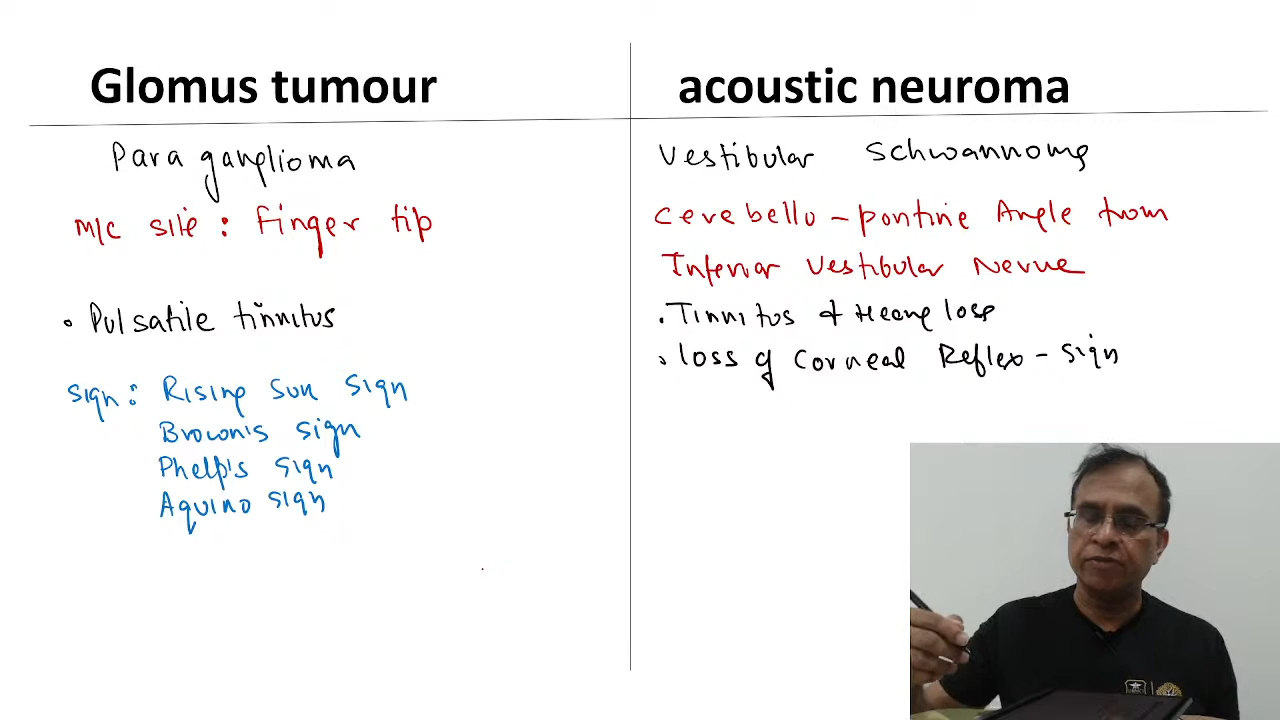 Glomus tumour
Para ganglioma
M/C site : Finger tip
• Pulsatile tinnitus
Sign : Rising Sun Sign
Brown's sign
Phelp's sign
Aquino sign
acoustic neuroma
Vestibular Schwannoma
Cerebello - pontine Angle from
Inferior Vestibular Nerve
• Tinnitus & Hearing loss
• loss of Corneal Reflex - Sign